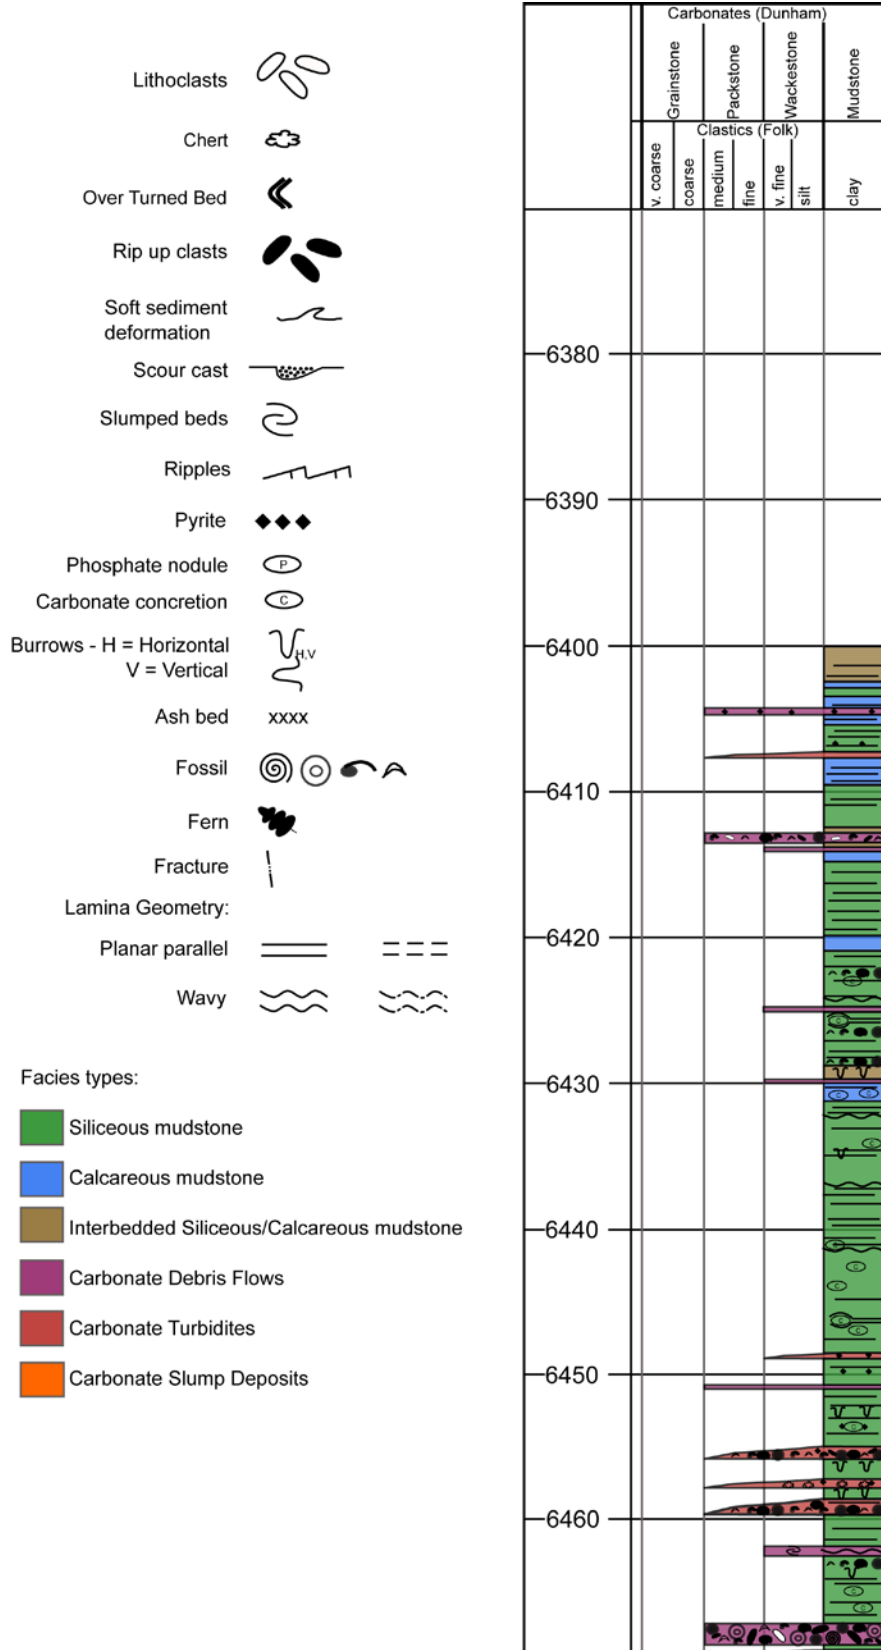 Lithoclasts
Chert
Over Turned Bed
Rip up clasts
Soft sediment
deformation
Scour cast
Slumped beds
Ripples
Pyrite
Phosphate nodule
P
Carbonate concretion
C
Burrows - H = Horizontal
V = Vertical
H,V
Ash bed
xxxx
Fossil
Fern
Fracture
Lamina Geometry:
Planar parallel
Wavy
Facies types:
Siliceous mudstone
Calcareous mudstone
Interbedded Siliceous/Calcareous mudstone
Carbonate Debris Flows
Carbonate Turbidites
Carbonate Slump Deposits
Carbonates (Dunham)
Grainstone
Packstone
Wackestone
Mudstone
Clastics (Folk)
v. coarse
coarse
medium
fine
v. fine
silt
clay
6380
6390
6400
6410
6420
C
C
6430
C
C
C
6440
C
C
C
C
C
6450
C
6460
C
C